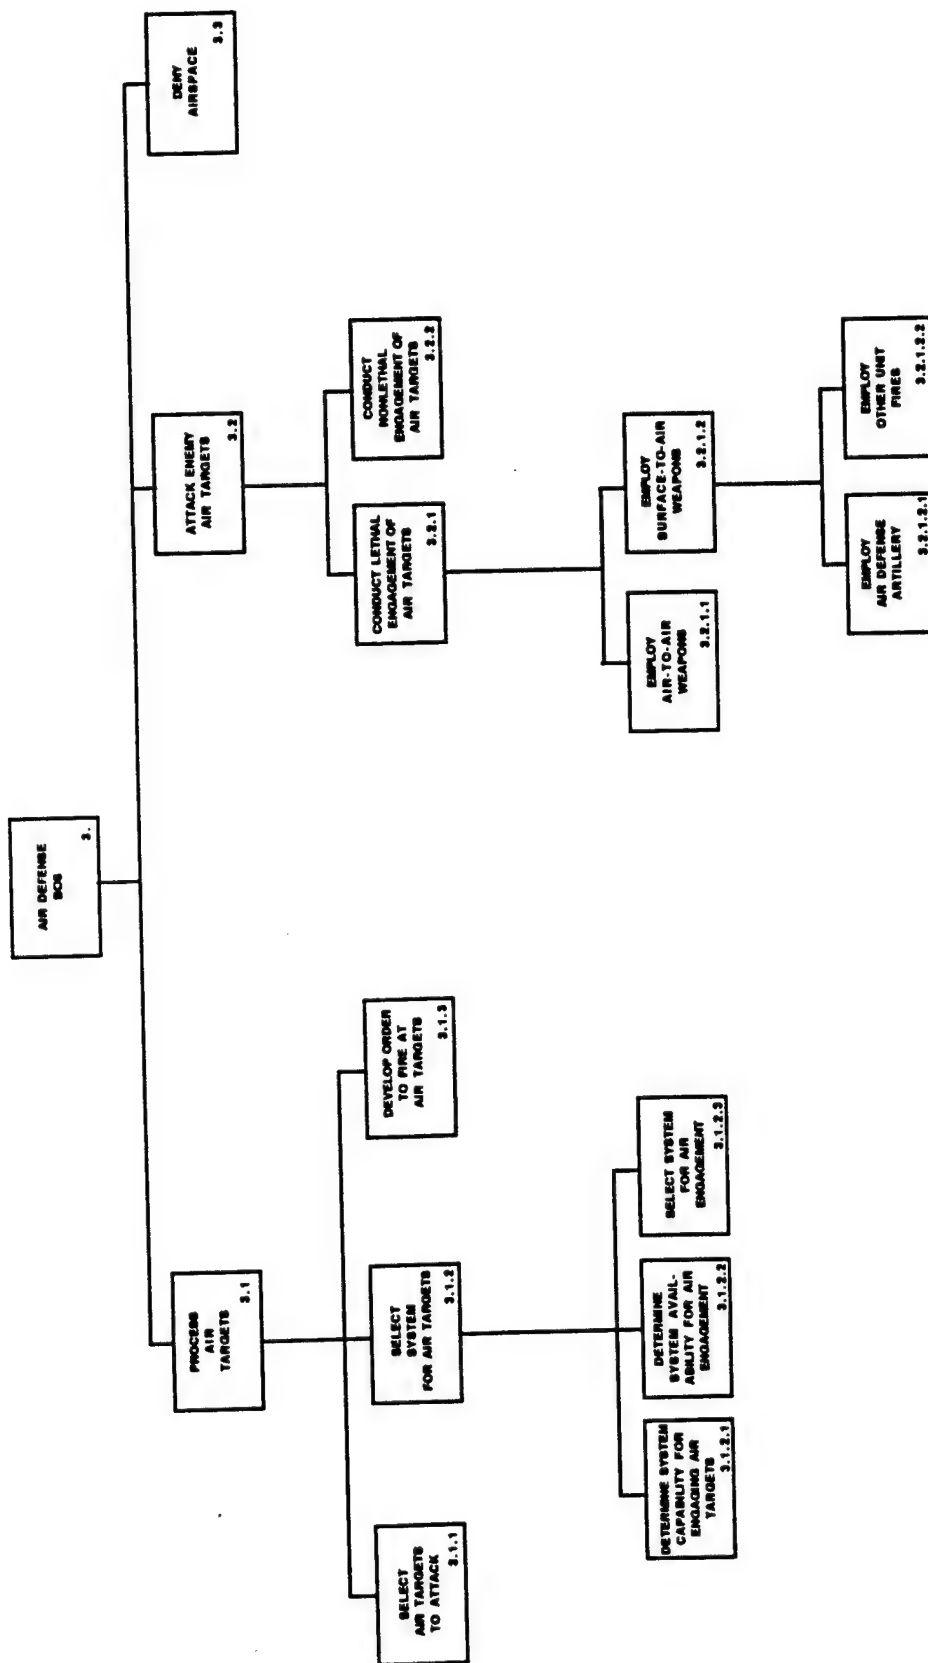 AIR DEFENSE
BOS
3.
PROCESS
AIR
TARGETS
3.1
ATTACK ENEMY
AIR TARGETS
3.2
DENY
AIRSPACE
3.3
SELECT
AIR TARGETS
TO ATTACK
3.1.1
SELECT
SYSTEM
FOR AIR TARGETS
3.1.2
DEVELOP ORDER
TO FIRE AT
AIR TARGETS
3.1.3
CONDUCT LETHAL
ENGAGEMENT OF
AIR TARGETS
3.2.1
CONDUCT
NONLETHAL
ENGAGEMENT OF
AIR TARGETS
3.2.2
DETERMINE SYSTEM
CAPABILITY FOR
ENGAGING AIR
TARGETS
3.1.2.1
DETERMINE
SYSTEM AVAIL-
ABILITY FOR AIR
ENGAGEMENT
3.1.2.2
SELECT SYSTEM
FOR AIR
ENGAGEMENT
3.1.2.3
EMPLOY
AIR-TO-AIR
WEAPONS
3.2.1.1
EMPLOY
SURFACE-TO-AIR
WEAPONS
3.2.1.2
EMPLOY
AIR DEFENSE
ARTILLERY
3.2.1.2.1
EMPLOY
OTHER UNIT
FIRES
3.2.1.2.2